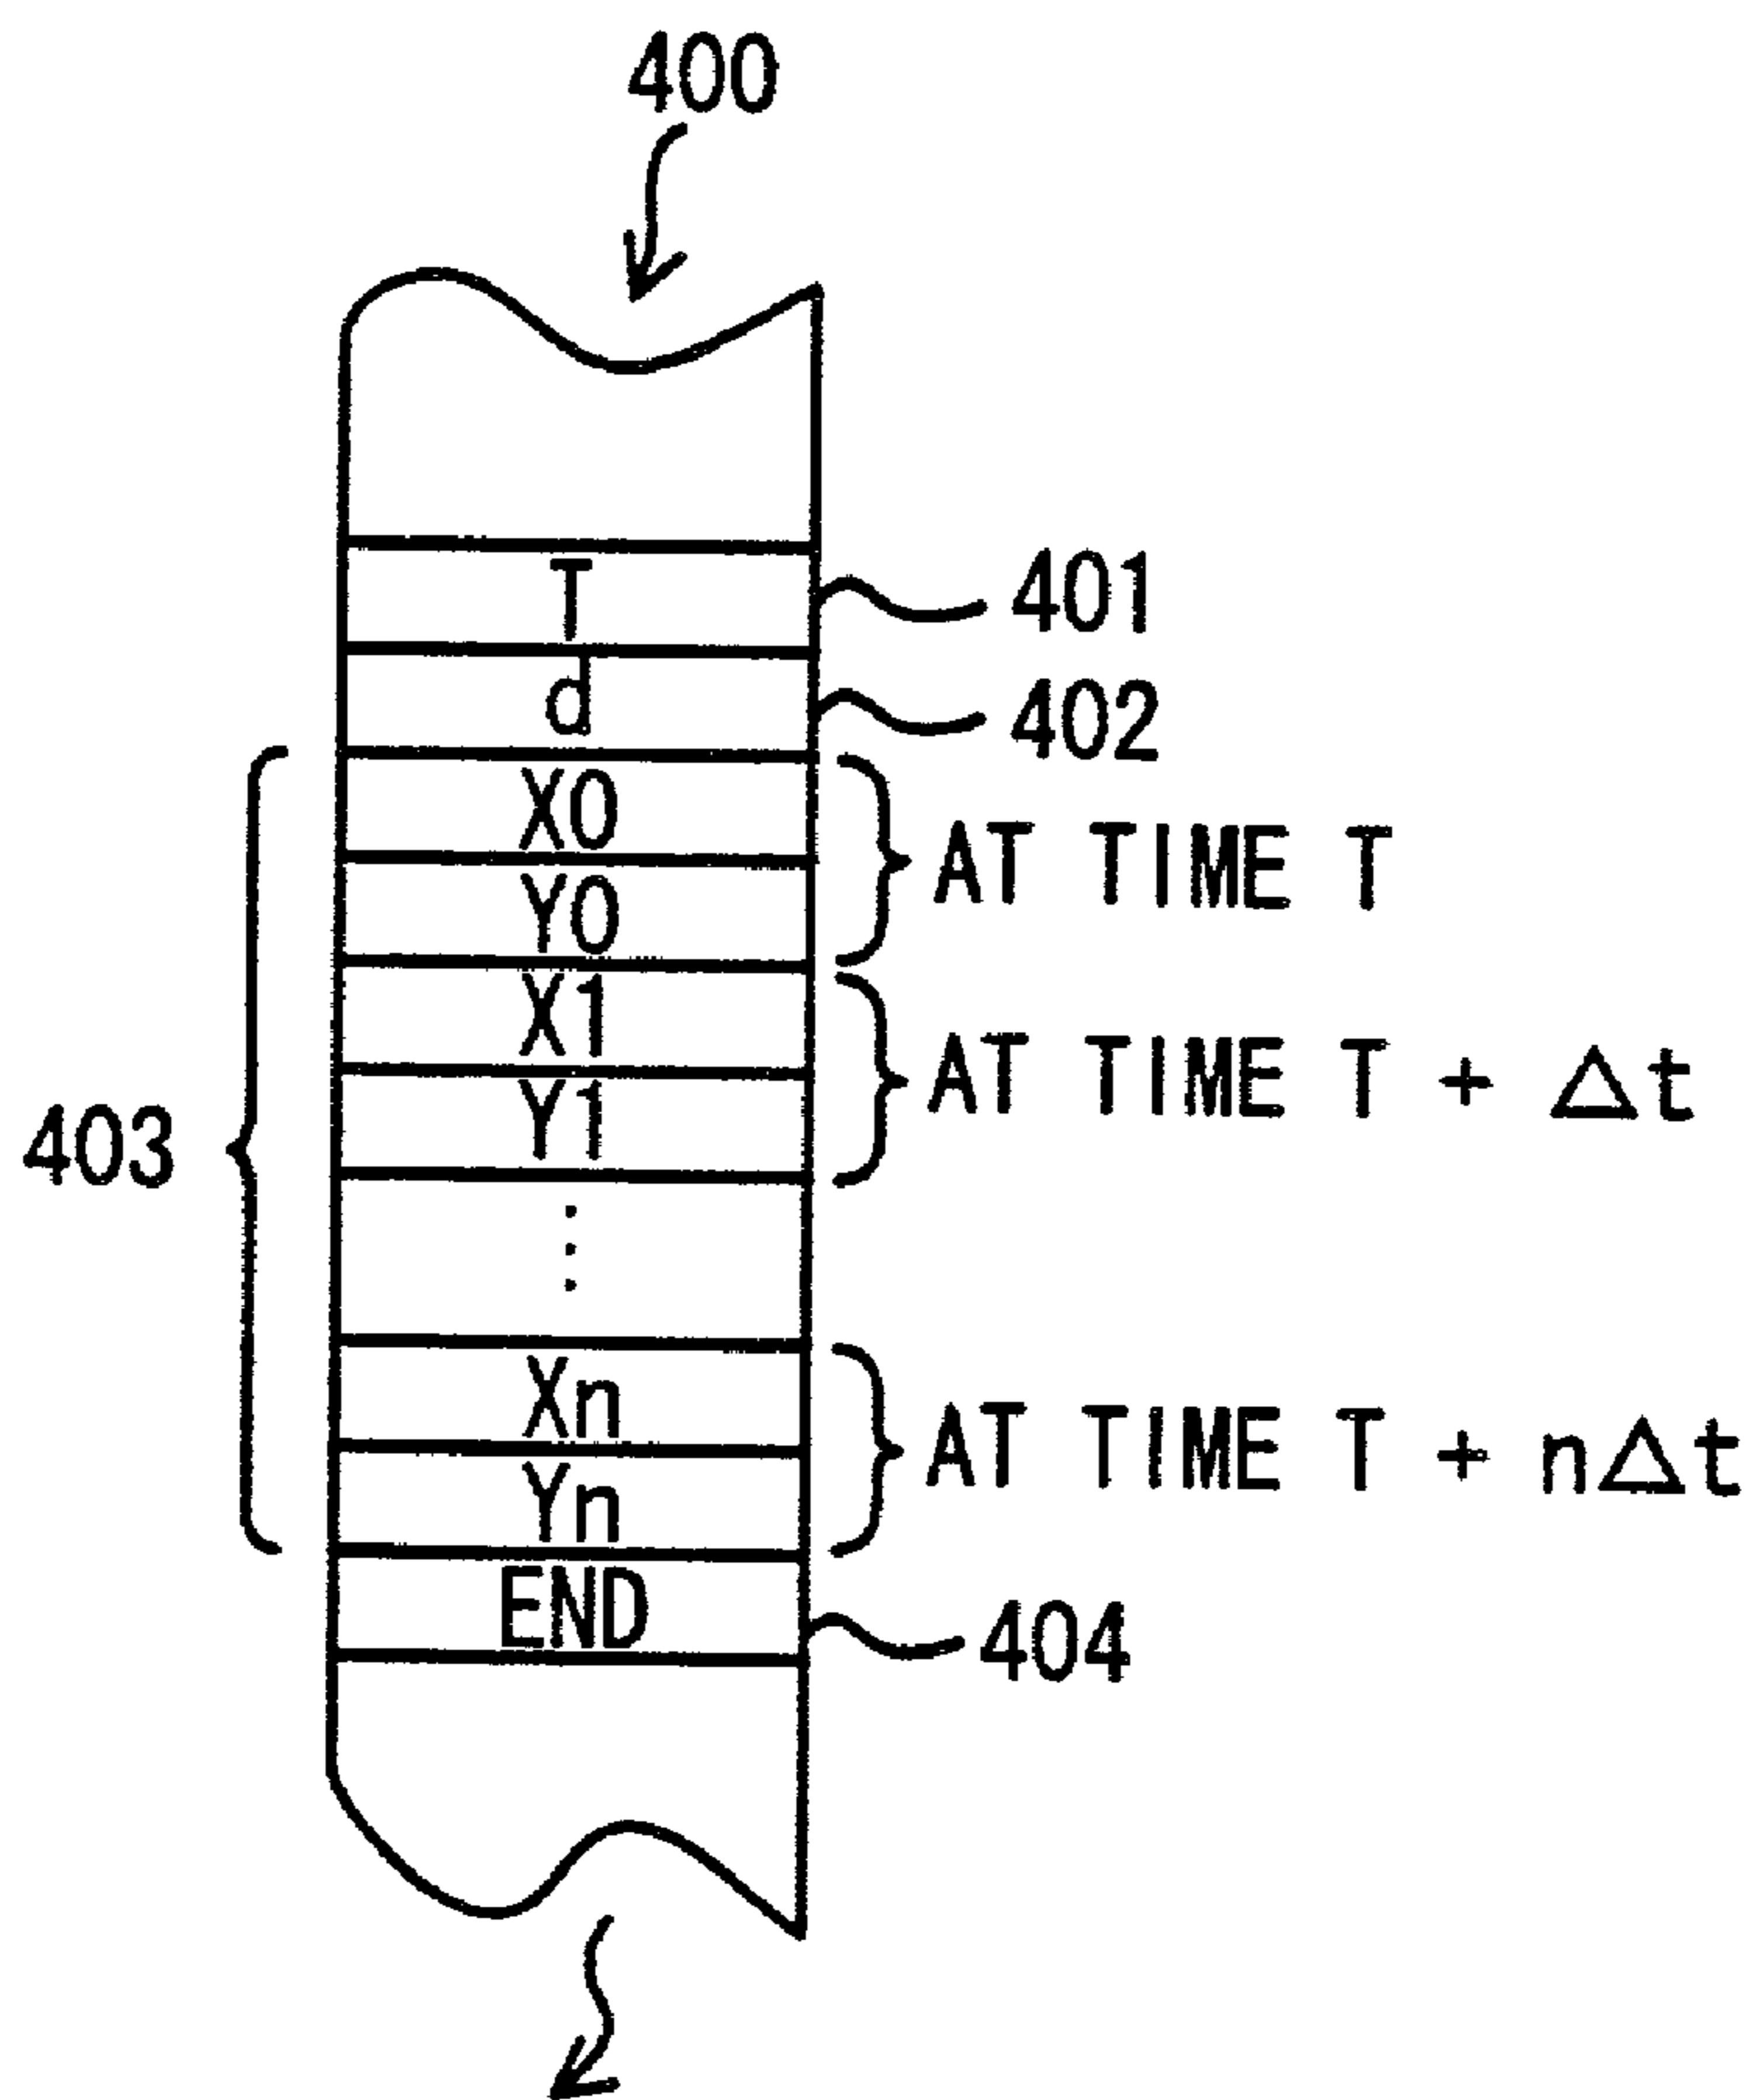 400
T
401
d
402
X0
Y0
AT TIME T
X1
Y1
AT TIME T + Δt
403
⋮
Xn
Yn
AT TIME T + nΔt
END
404